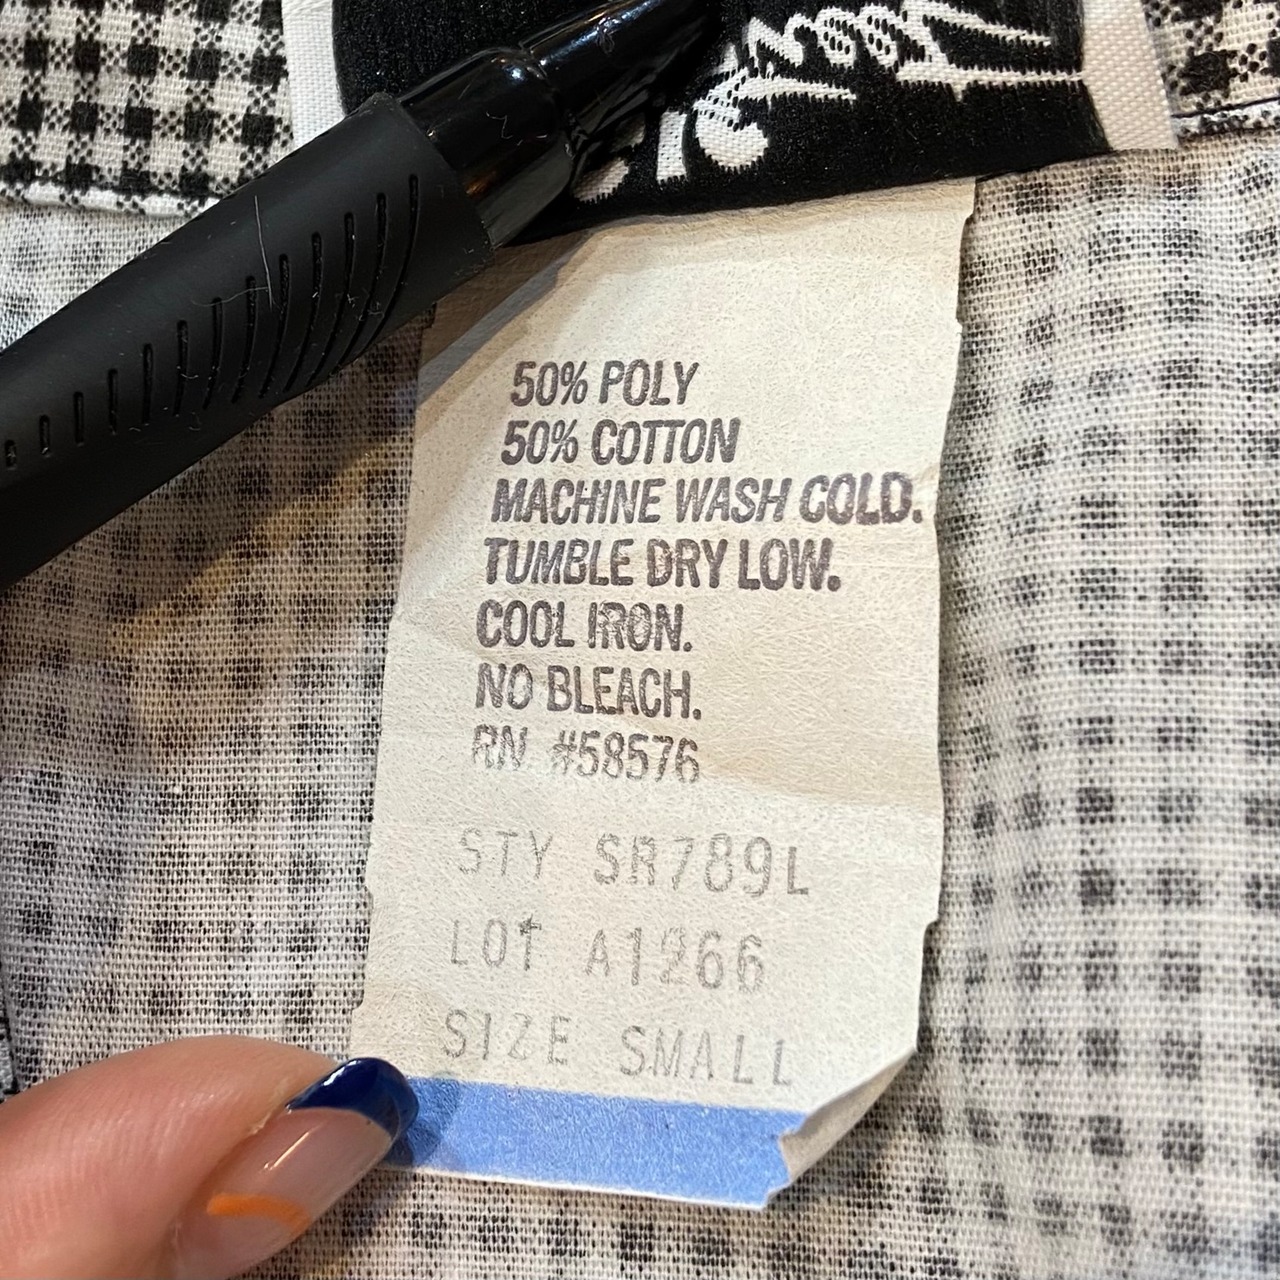 50% POLY
50% COTTON
MACHINE WASH COLD.
TUMBLE DRY LOW.
COOL IRON.
NO BLEACH.
RN #58576
STY SR789L
LOT A1266
SIZE SMALL